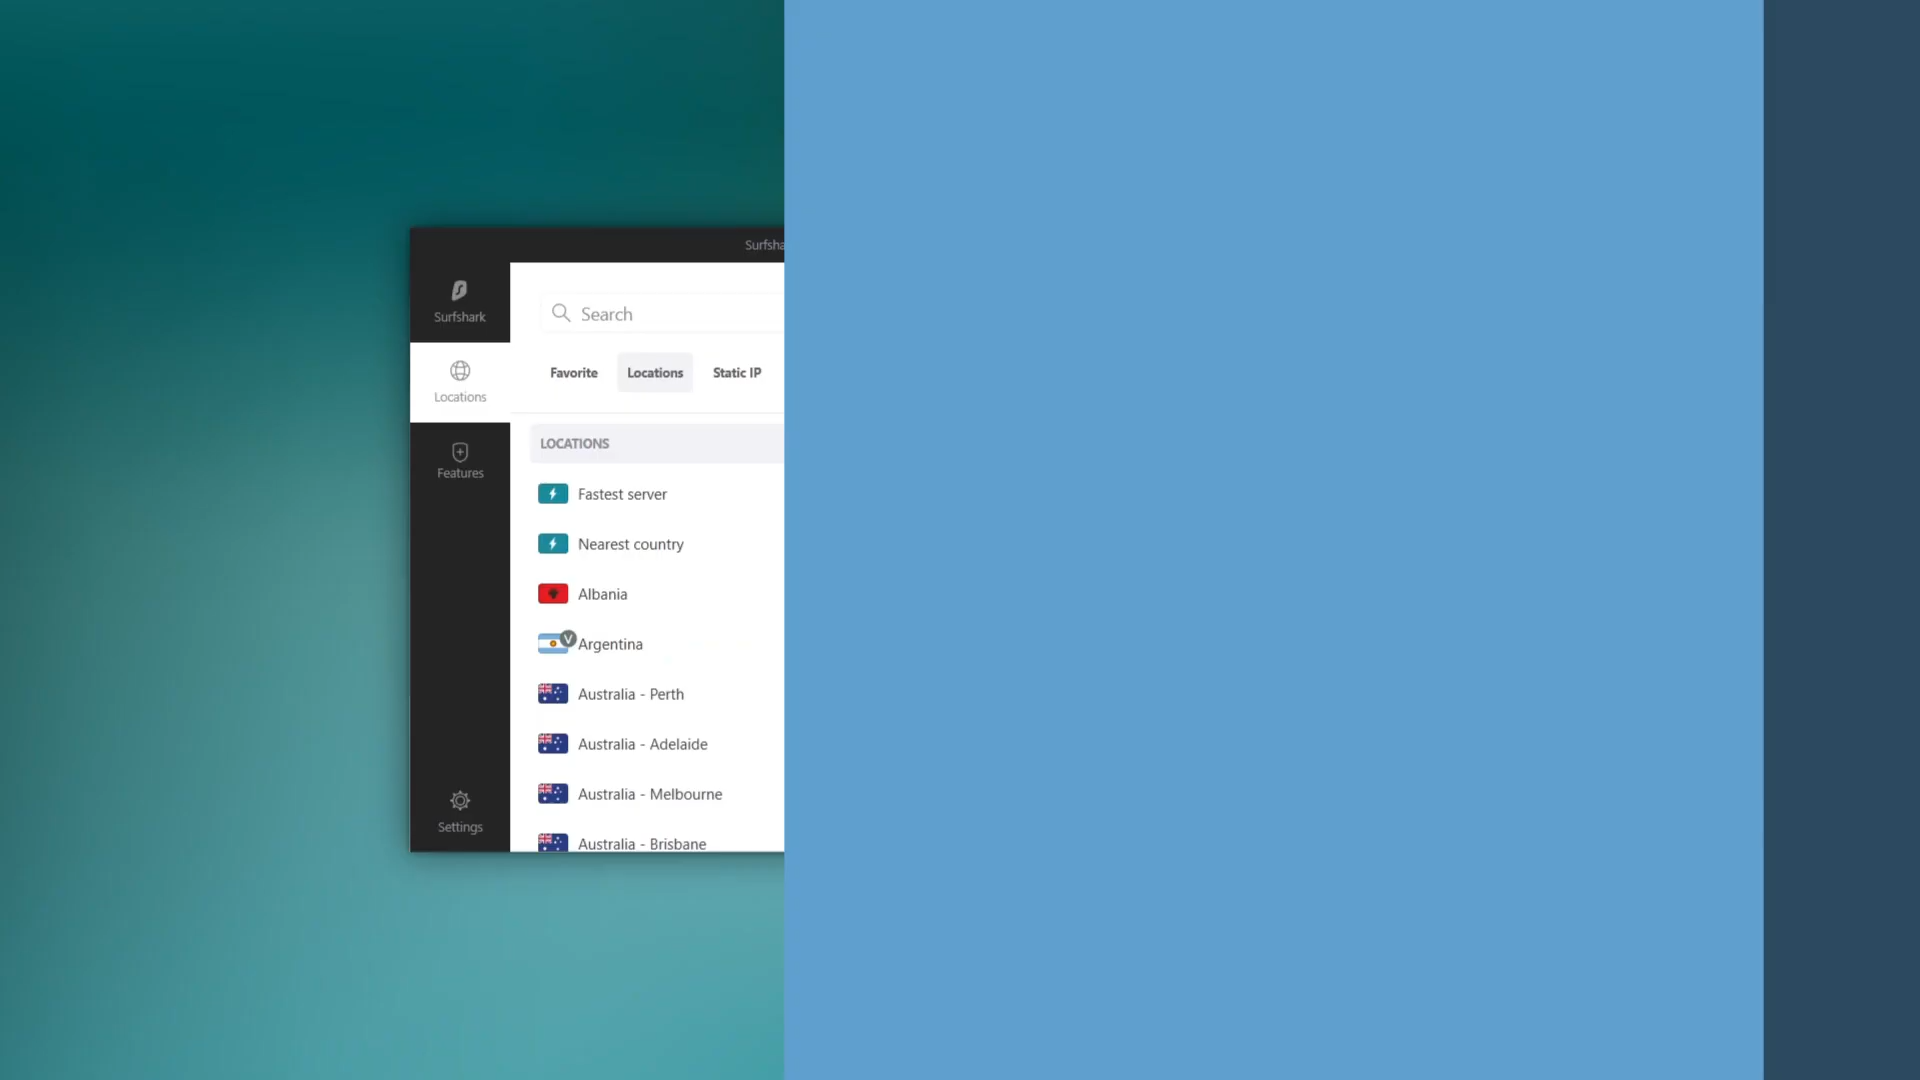 Surfsha
Surfshark
Search
Favorite Locations Static IP
Locations
LOCATIONS
Features
Fastest server
Nearest country
Albania
V Argentina
Australia - Perth
Australia - Adelaide
Australia - Melbourne
Settings
Australia - Brisbane